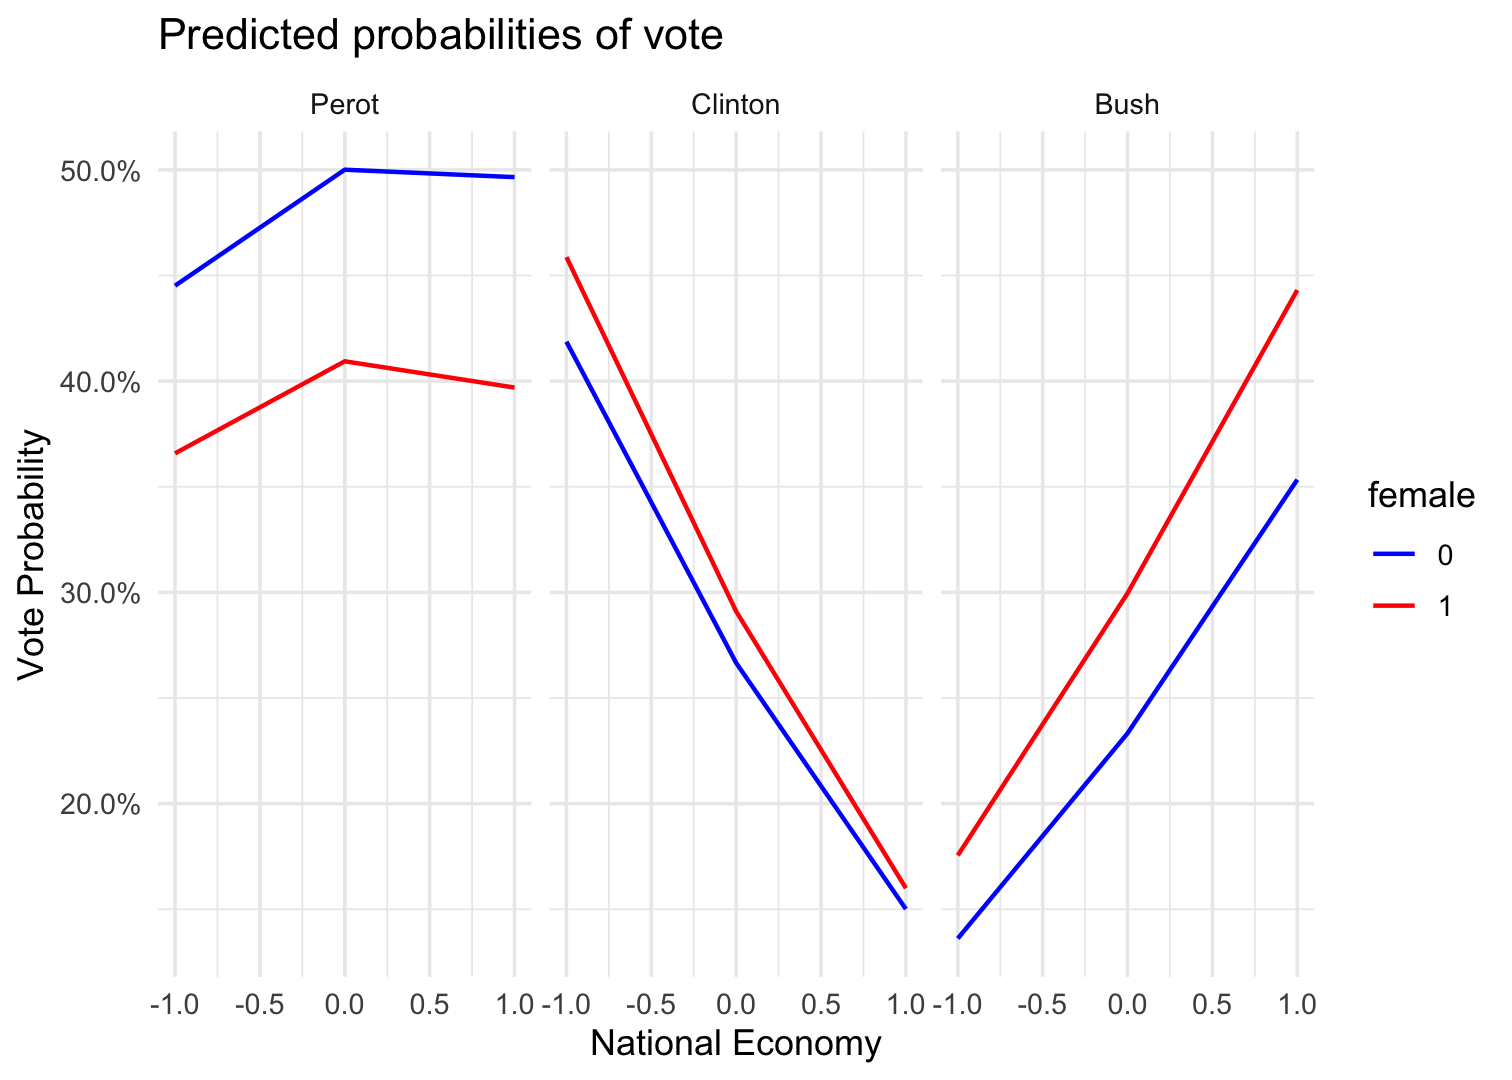 Predicted probabilities of vote
Perot
Clinton
Bush
Vote Probability
50.0%
40.0%
30.0%
20.0%
-1.0 -0.5 0.0 0.5 1.0
-1.0 -0.5 0.0 0.5 1.0
-1.0 -0.5 0.0 0.5 1.0
National Economy
female
0
1